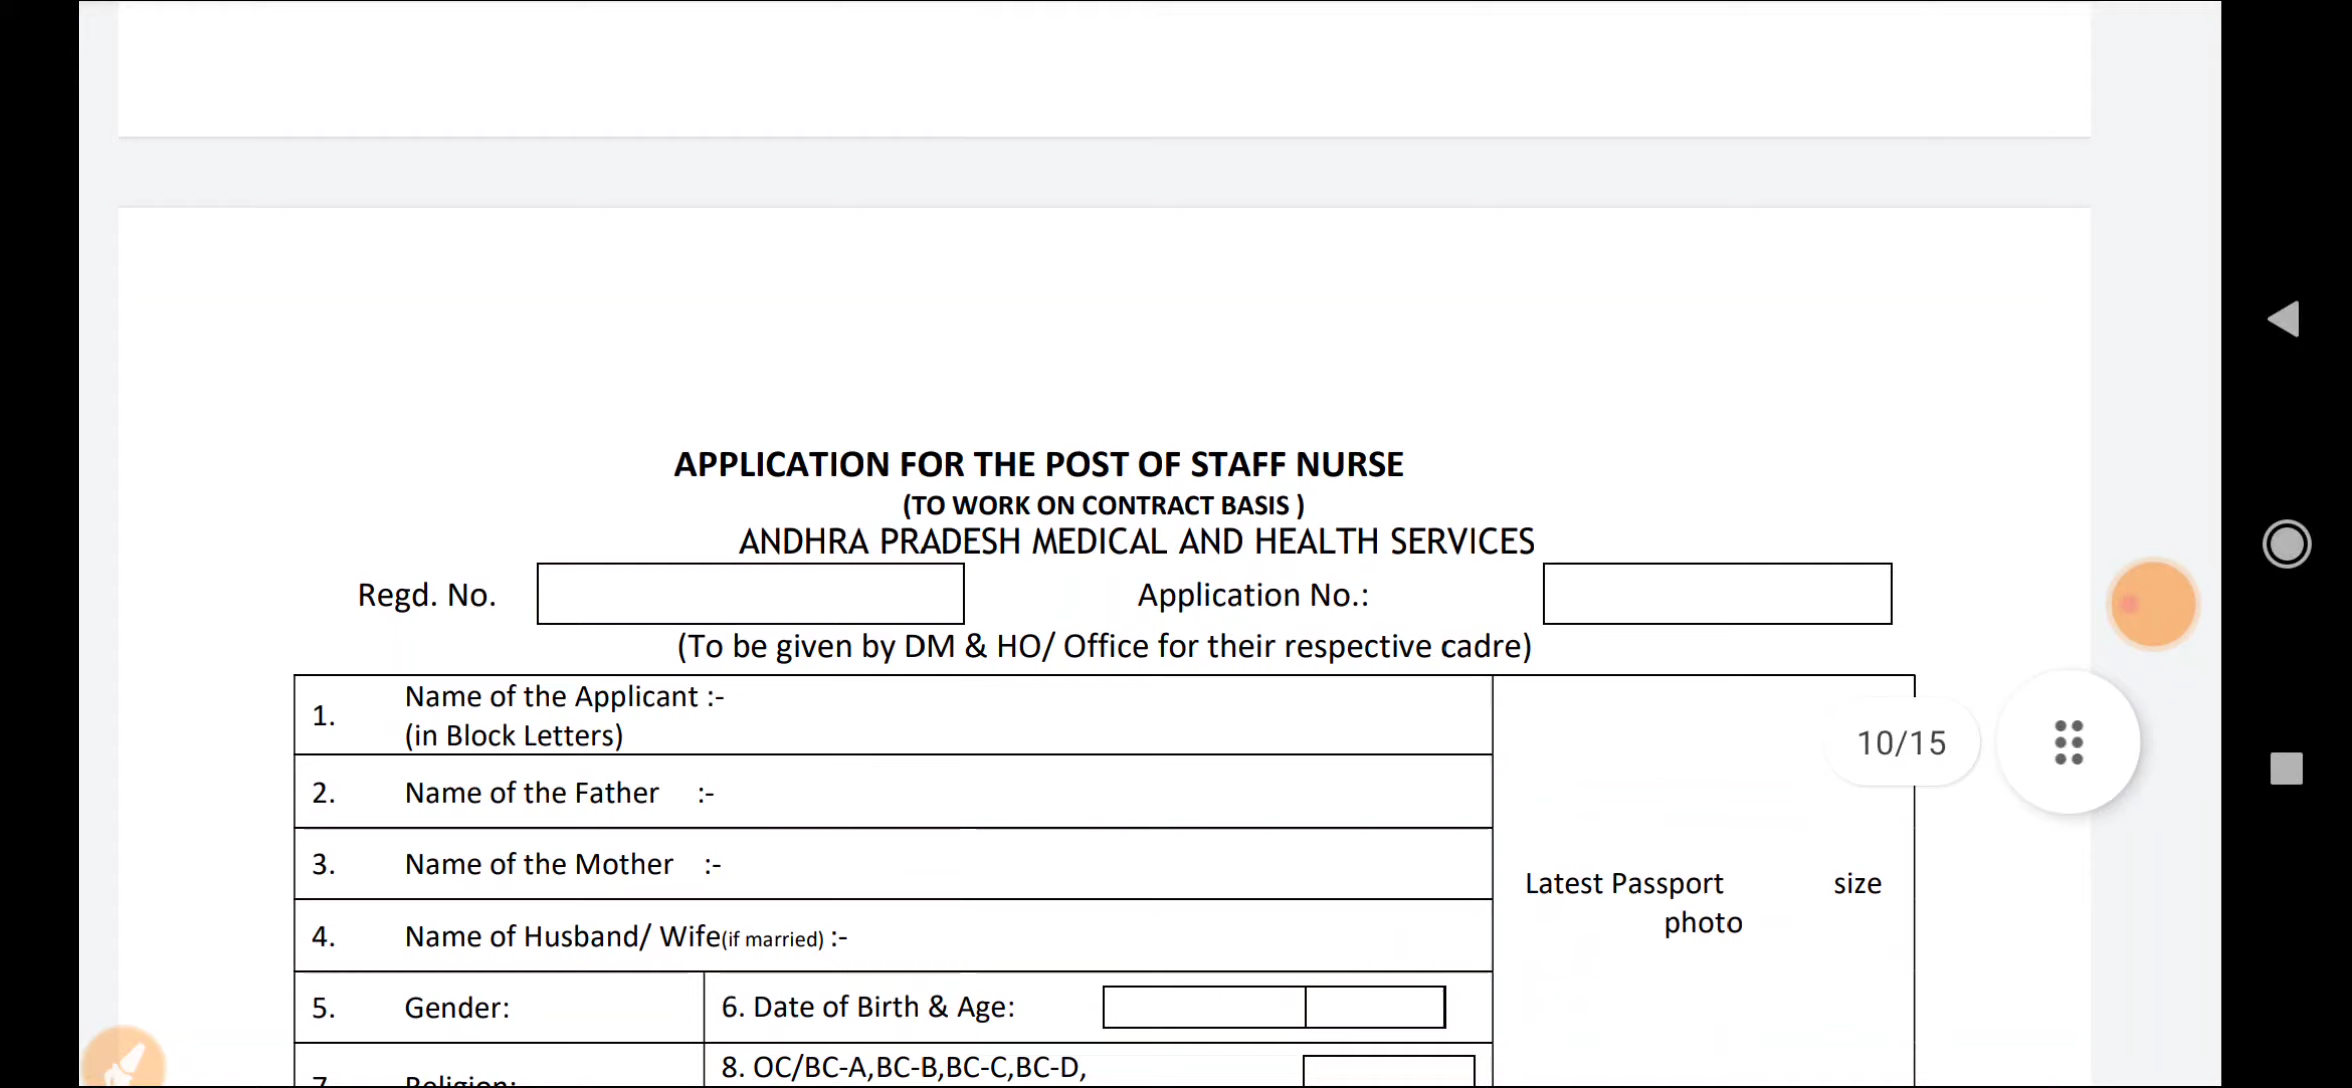 APPLICATION FOR THE POST OF STAFF NURSE
(TO WORK ON CONTRACT BASIS )
ANDHRA PRADESH MEDICAL AND HEALTH SERVICES
Regd. No. Application No.:
(To be given by DM & HO/ Office for their respective cadre)
1. Name of the Applicant :-
(in Block Letters)
2. Name of the Father :-
3. Name of the Mother :-
4. Name of Husband/ Wife(if married) :-
Latest Passport size
photo
10/15
5. Gender: 6. Date of Birth & Age:
7. Religion: 8. OC/BC-A,BC-B,BC-C,BC-D,